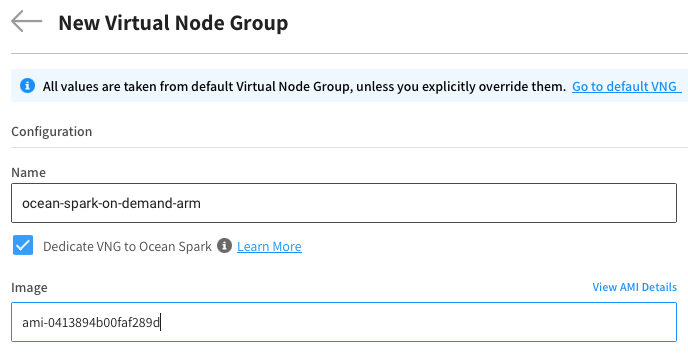 New Virtual Node Group
All values are taken from default Virtual Node Group, unless you explicitly override them. Go to default VNG
Configuration
Name
ocean-spark-on-demand-arm
Dedicate VNG to Ocean Spark Learn More
Image View AMI Details
ami-0413894b00faf289d